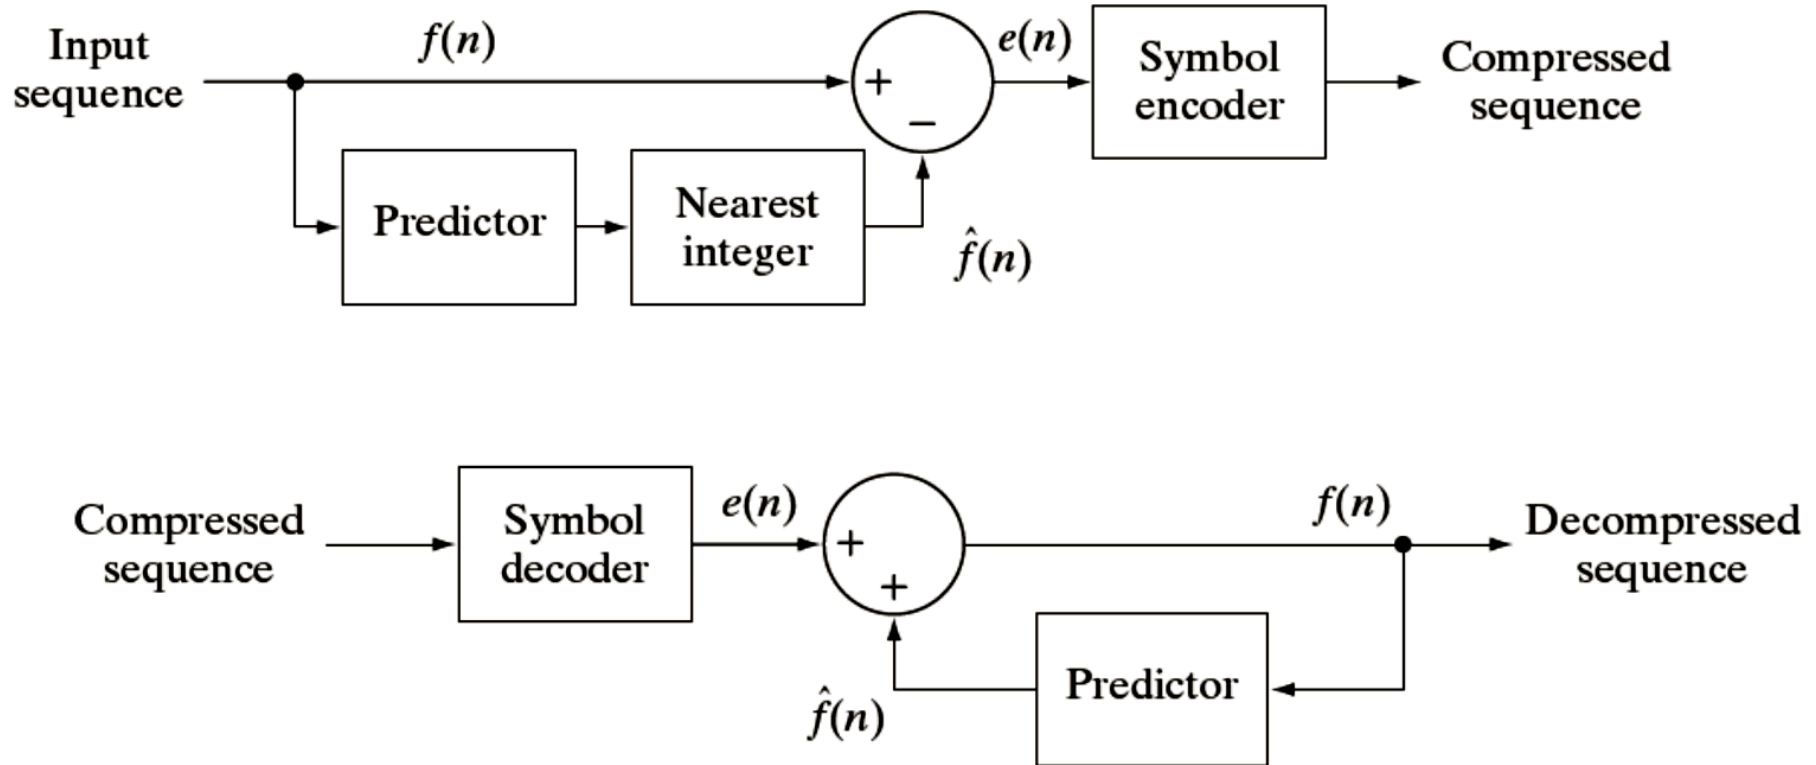 Input
sequence
f(n)
+
−
e(n)
Symbol
encoder
Compressed
sequence
Predictor
Nearest
integer
f̂(n)
Compressed
sequence
Symbol
decoder
e(n)
+
+
f(n)
Decompressed
sequence
Predictor
f̂(n)